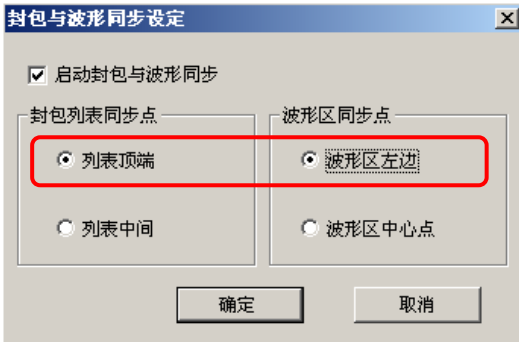 封包与波形同步设定
启动封包与波形同步
封包列表同步点
波形区同步点
列表顶端
波形区左边
列表中间
波形区中心点
确定
取消